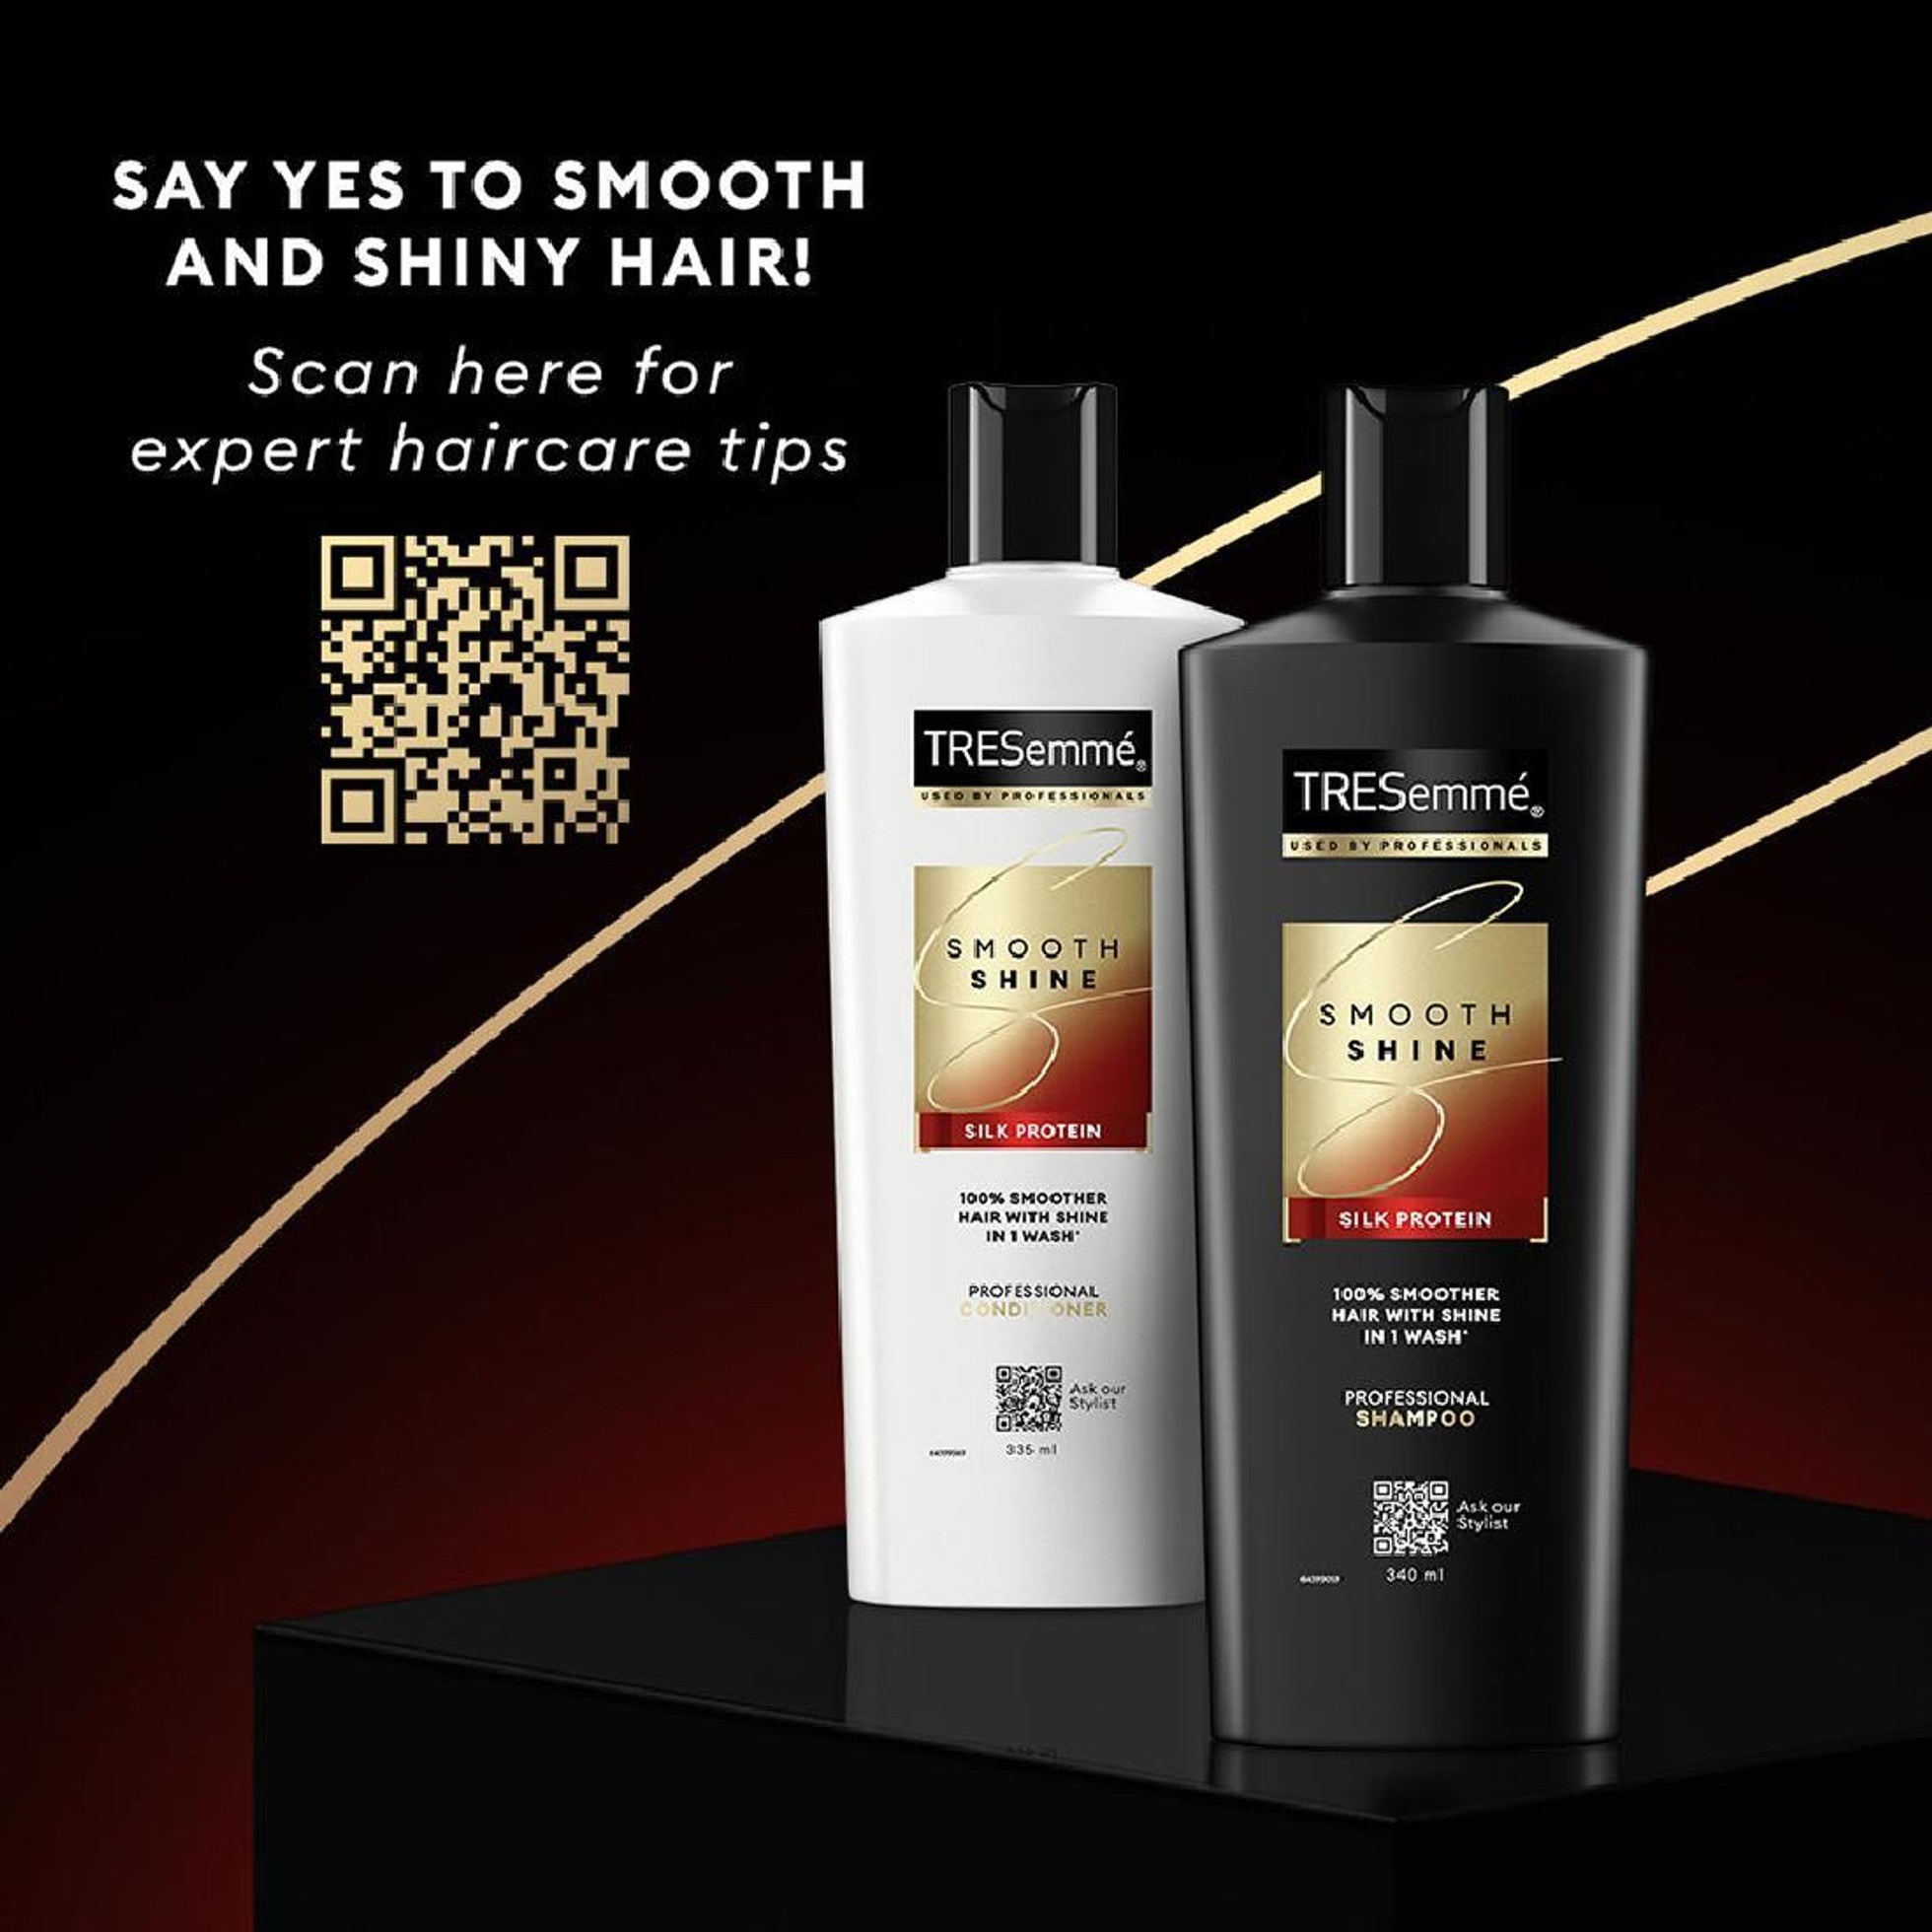 SAY YES TO SMOOTH
AND SHINY HAIR!
Scan here for
expert haircare tips
TRESemmé®
USED BY PROFESSIONALS
SMOOTH
SHINE
SILK PROTEIN
100% SMOOTHER
HAIR WITH SHINE
IN 1 WASH*
PROFESSIONAL
CONDITIONER
Ask our
Stylist
335 ml
TRESemmé®
USED BY PROFESSIONALS
SMOOTH
SHINE
SILK PROTEIN
100% SMOOTHER
HAIR WITH SHINE
IN 1 WASH*
PROFESSIONAL
SHAMPOO
Ask our
Stylist
340 ml